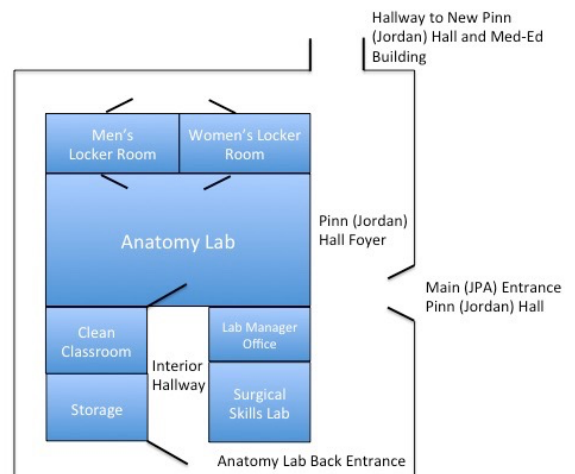 Hallway to New Pinn
(Jordan) Hall and Med-Ed
Building
Men's
Locker Room
Women's Locker
Room
Anatomy Lab
Pinn (Jordan)
Hall Foyer
Main (JPA) Entrance
Pinn (Jordan) Hall
Clean
Classroom
Lab Manager
Office
Interior
Hallway
Storage
Surgical
Skills Lab
Anatomy Lab Back Entrance